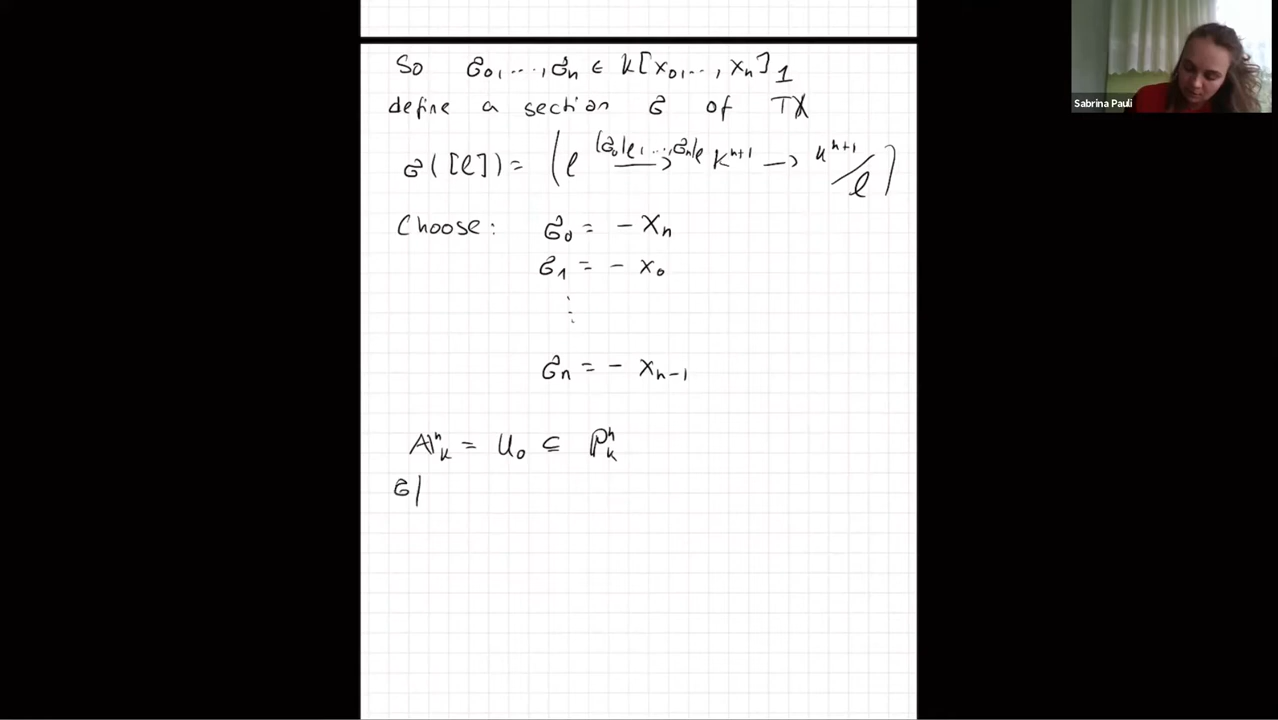 So σ0,...,σn ∈ k[x0,..,xn]1
define a section σ of TX
σ([ℓ]) = (ℓ (σ0|ℓ,...,σn|ℓ) → k^{n+1} → k^{n+1}/ℓ)
Choose: σ0 = - xn
σ1 = - x0
⋮
σn = - xn-1
A^n_k = U0 ⊆ P^n_k
σ|
Sabrina Pauli